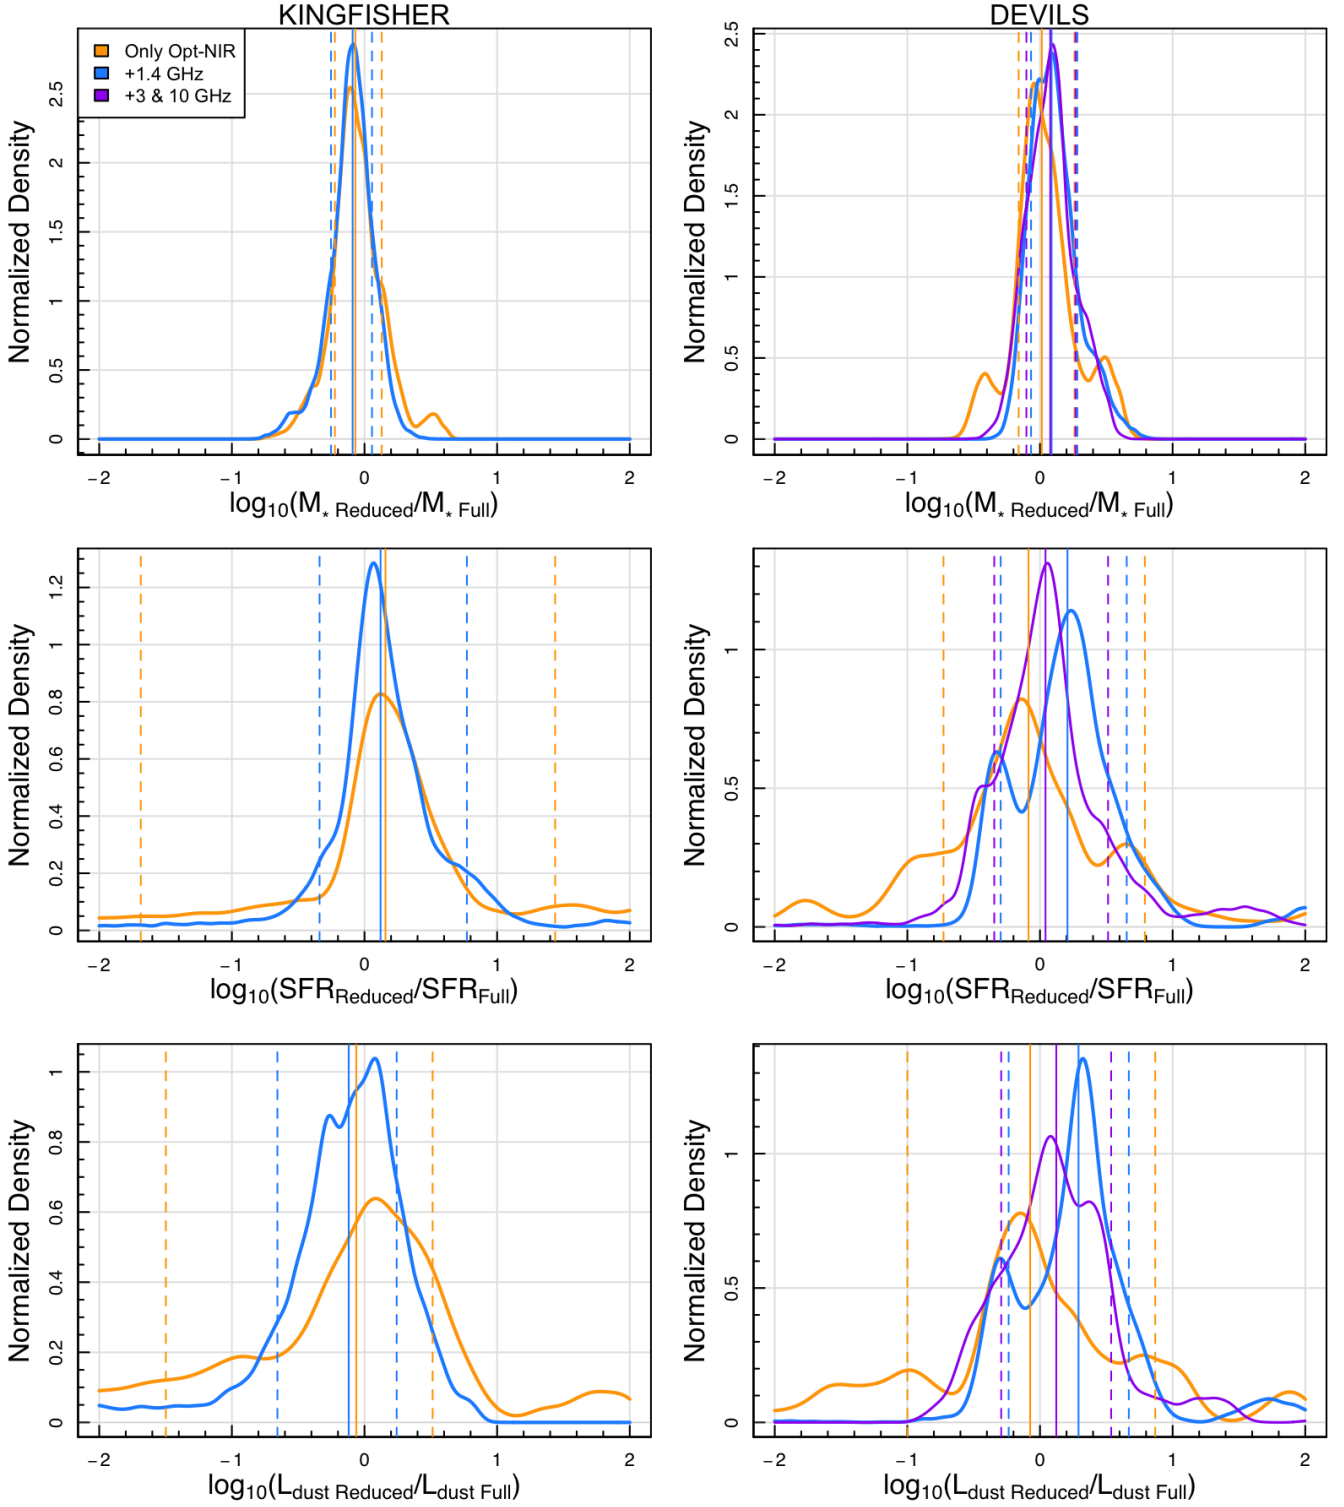 KINGFISHER
DEVILS
Only Opt-NIR
+1.4 GHz
+3 & 10 GHz
Normalized Density
0 0.5 1 1.5 2 2.5
−2 −1 0 1 2
log10(M⋆ Reduced/M⋆ Full)
Normalized Density
0 0.5 1 1.5 2 2.5
−2 −1 0 1 2
log10(M⋆ Reduced/M⋆ Full)
Normalized Density
0 0.2 0.4 0.6 0.8 1 1.2
−2 −1 0 1 2
log10(SFRReduced/SFRFull)
Normalized Density
0 0.5 1
−2 −1 0 1 2
log10(SFRReduced/SFRFull)
Normalized Density
0 0.2 0.4 0.6 0.8 1
−2 −1 0 1 2
log10(Ldust Reduced/Ldust Full)
Normalized Density
0 0.5 1
−2 −1 0 1 2
log10(Ldust Reduced/Ldust Full)